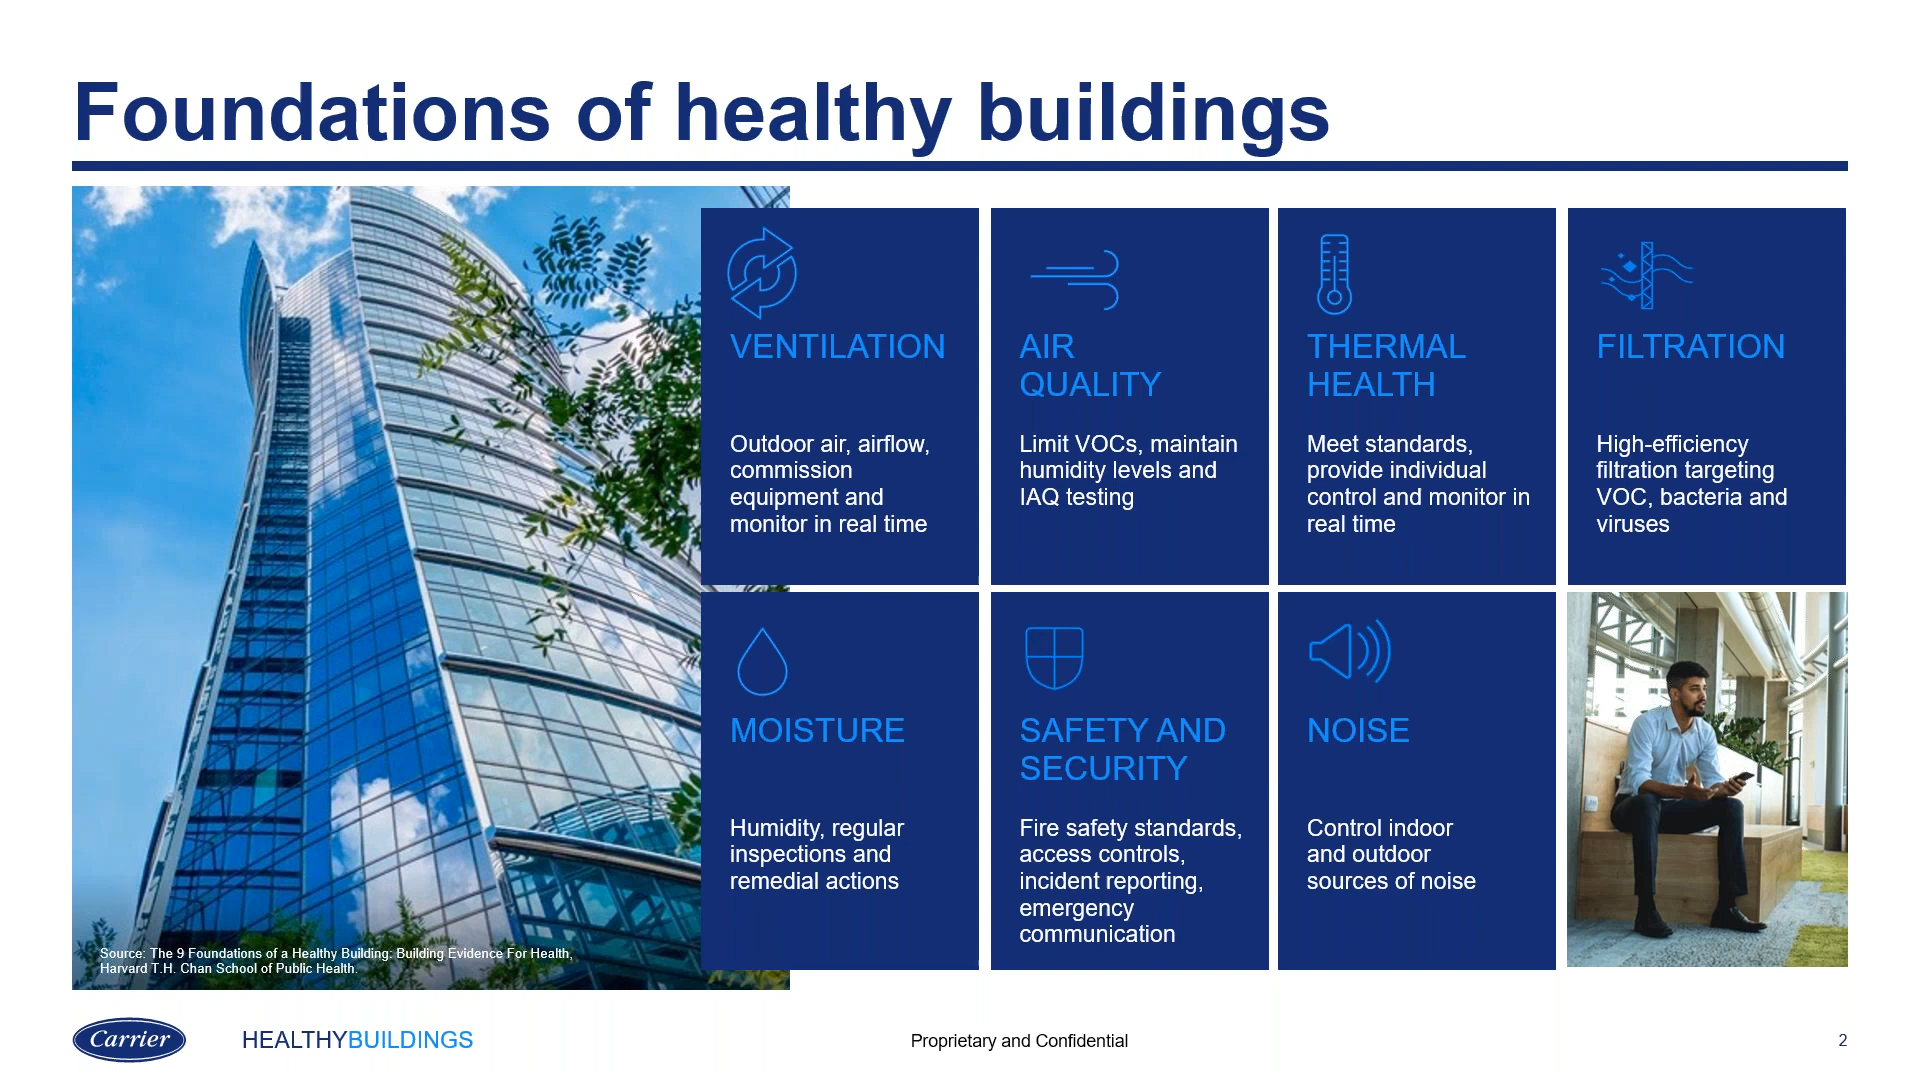 Foundations of healthy buildings
VENTILATION
Outdoor air, airflow,
commission
equipment and
monitor in real time
AIR
QUALITY
Limit VOCs, maintain
humidity levels and
IAQ testing
THERMAL
HEALTH
Meet standards,
provide individual
control and monitor in
real time
FILTRATION
High-efficiency
filtration targeting
VOC, bacteria and
viruses
MOISTURE
Humidity, regular
inspections and
remedial actions
SAFETY AND
SECURITY
Fire safety standards,
access controls,
incident reporting,
emergency
communication
NOISE
Control indoor
and outdoor
sources of noise
Source: The 9 Foundations of a Healthy Building: Building Evidence For Health,
Harvard T.H. Chan School of Public Health.
Carrier
HEALTHYBUILDINGS
Proprietary and Confidential
2